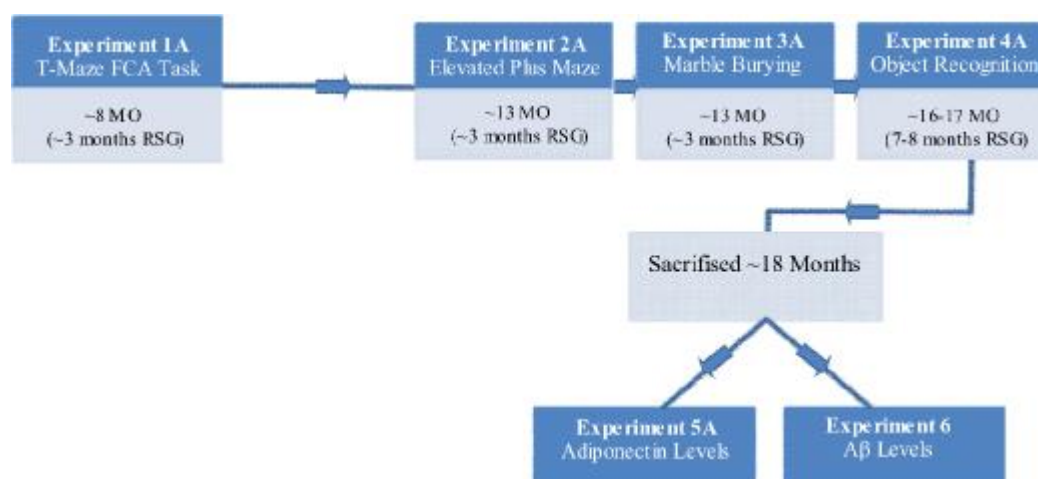 Experiment 1A
T-Maze FCA Task
~8 MO
(~3 months RSG)
Experiment 2A
Elevated Plus Maze
~13 MO
(~3 months RSG)
Experiment 3A
Marble Burying
~13 MO
(~3 months RSG)
Experiment 4A
Object Recognition
~16-17 MO
(7-8 months RSG)
Sacrifised ~18 Months
Experiment 5A
Adiponectin Levels
Experiment 6
Aβ Levels